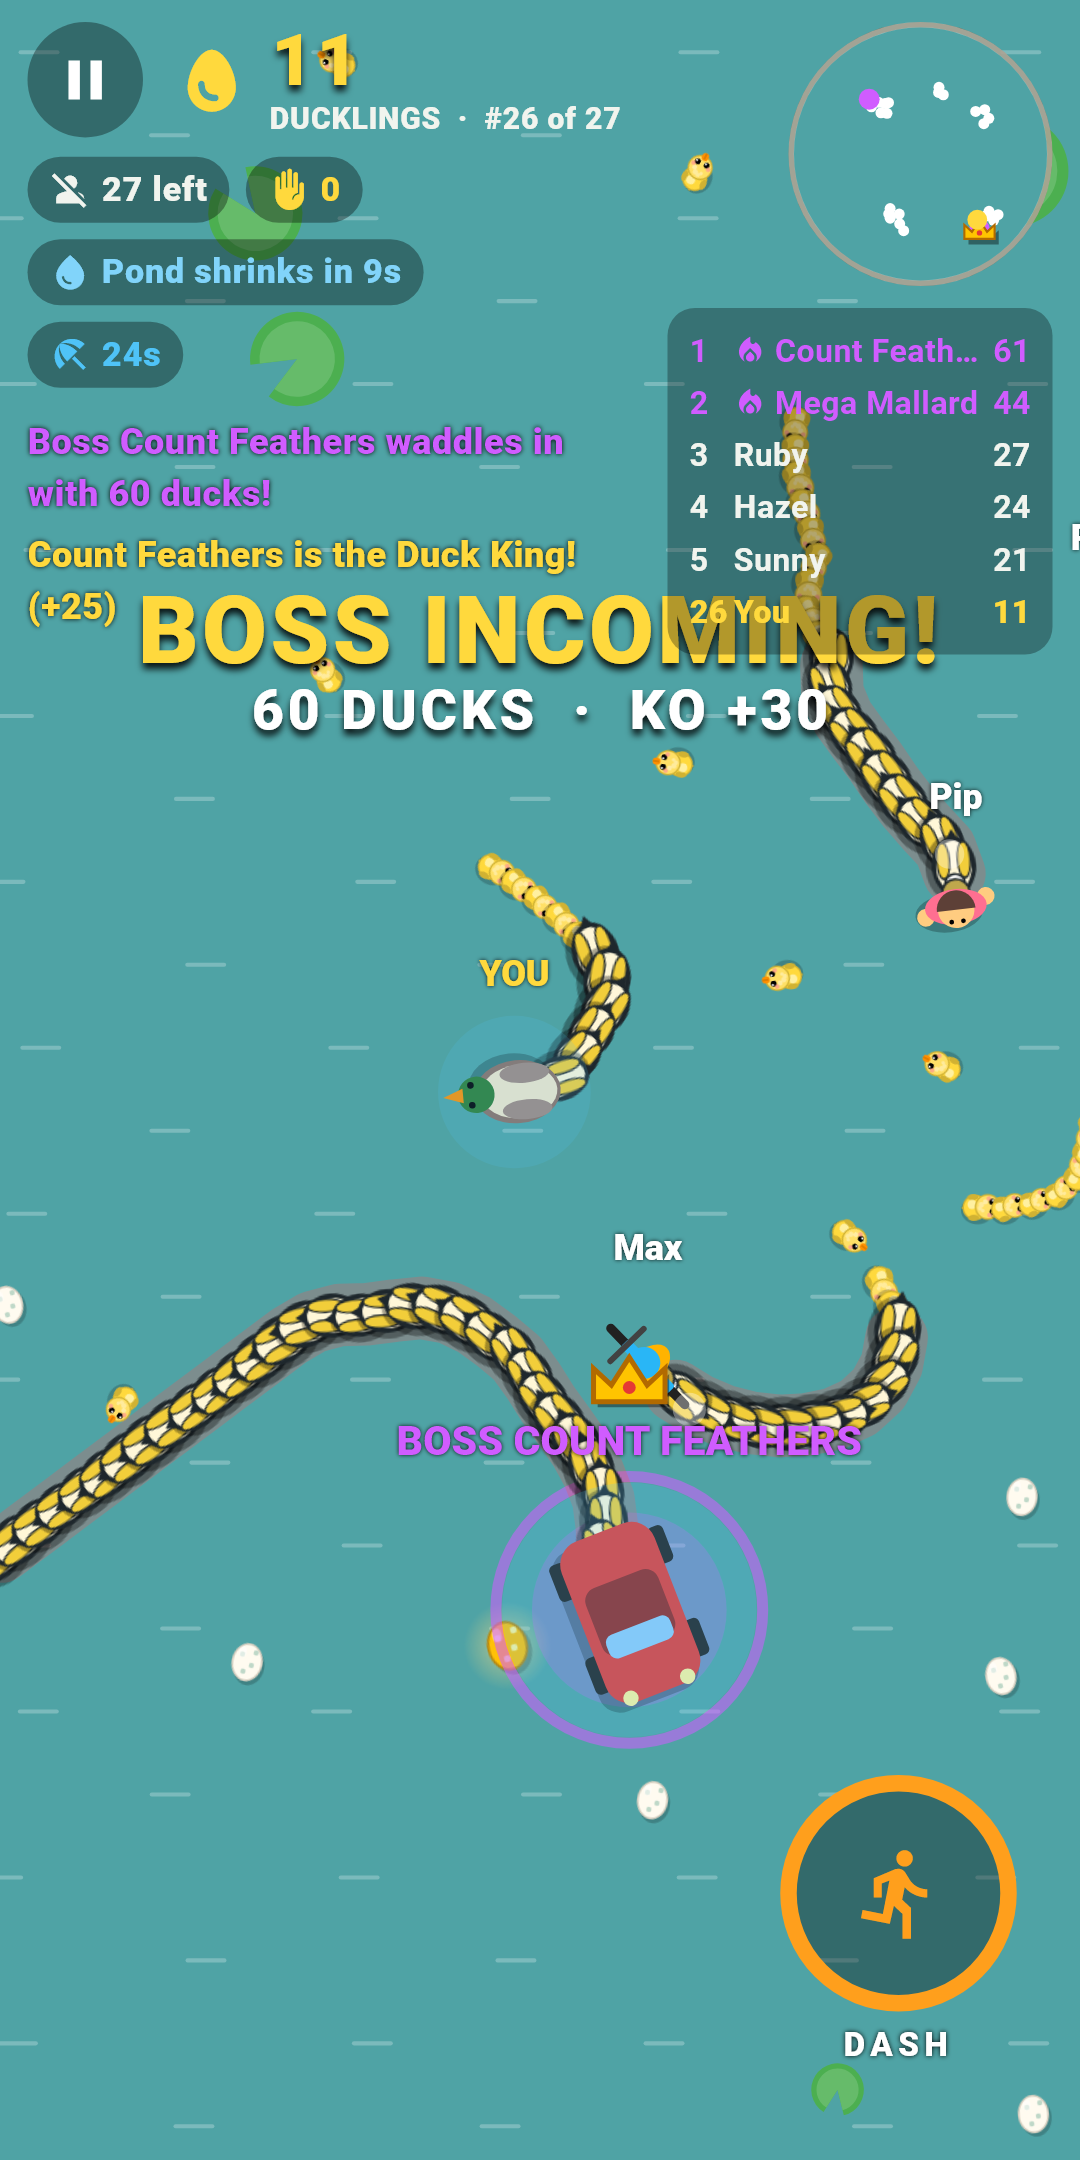 11
DUCKLINGS · #26 of 27
27 left
0
Pond shrinks in 9s
24s
1 Count Feath... 61
2 Mega Mallard 44
3 Ruby 27
4 Hazel 24
5 Sunny 21
26 You 11
Boss Count Feathers waddles in
with 60 ducks!
Count Feathers is the Duck King!
(+25)
BOSS INCOMING!
60 DUCKS · KO +30
Pip
YOU
Max
BOSS COUNT FEATHERS
DASH